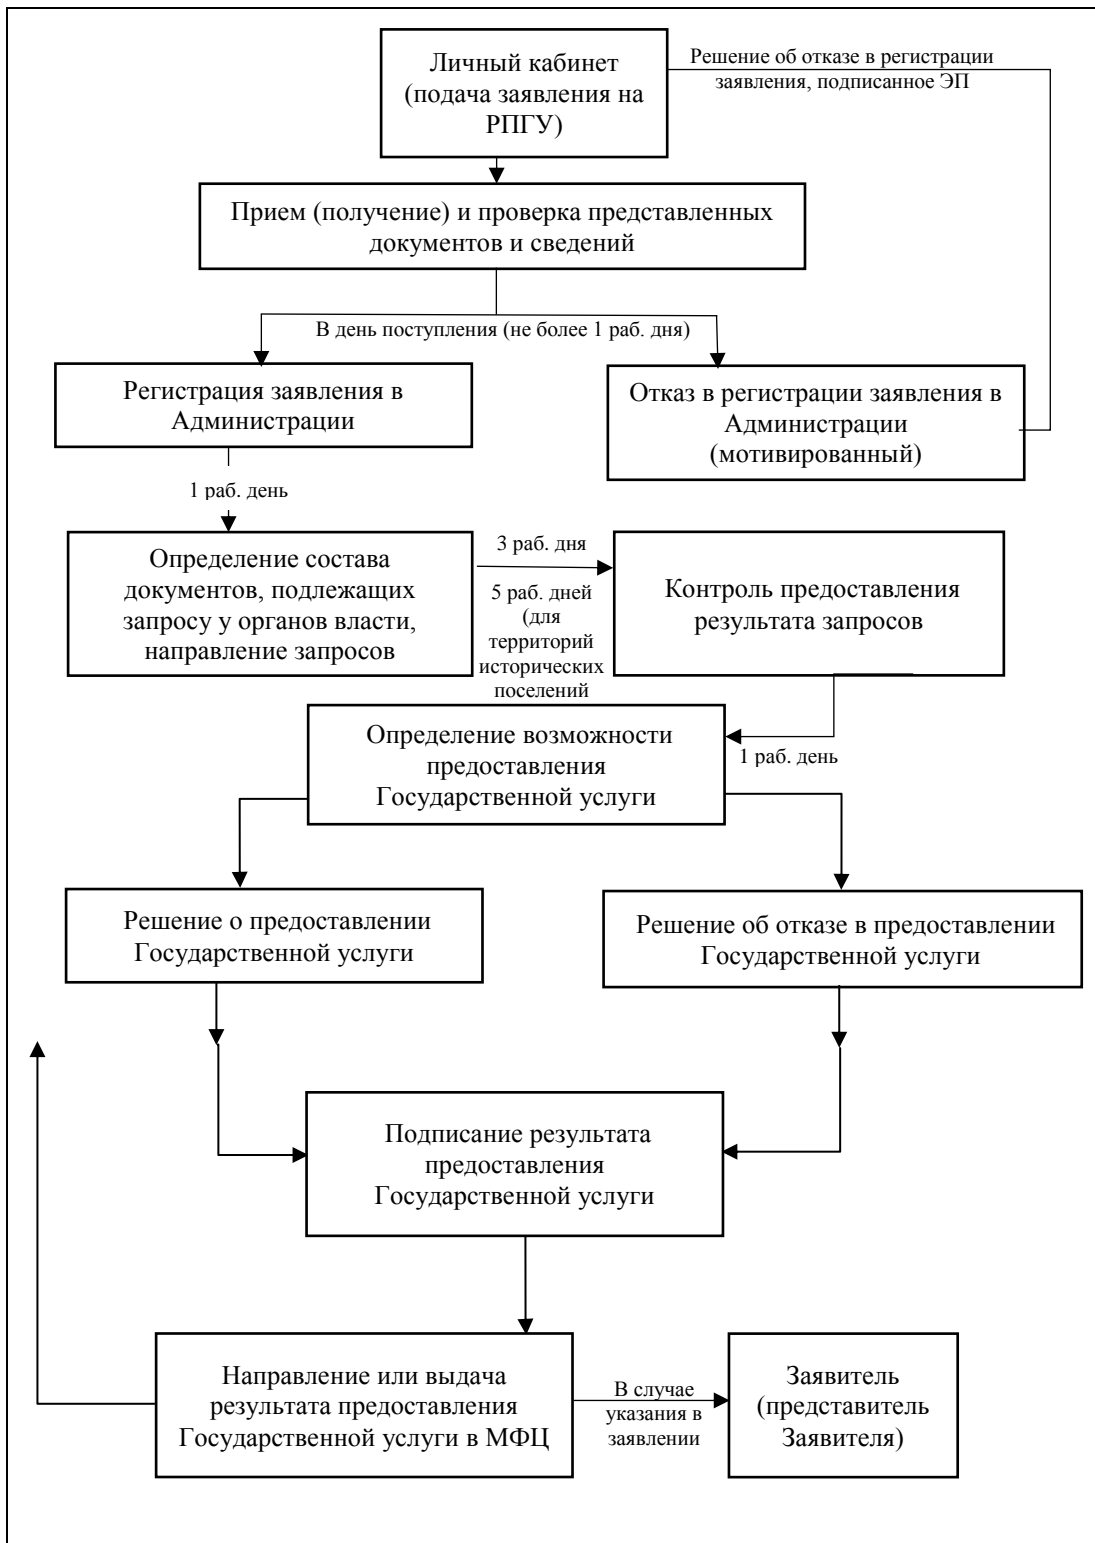 Личный кабинет
(подача заявления на
РПГУ)
Решение об отказе в регистрации
заявления, подписанное ЭП
Прием (получение) и проверка представленных
документов и сведений
В день поступления (не более 1 раб. дня)
Регистрация заявления в
Администрации
Отказ в регистрации заявления в
Администрации
(мотивированный)
1 раб. день
Определение состава
документов, подлежащих
запросу у органов власти,
направление запросов
3 раб. дня
5 раб. дней
(для
территорий
исторических
поселений
Контроль предоставления
результата запросов
Определение возможности
предоставления
Государственной услуги
1 раб. день
Решение о предоставлении
Государственной услуги
Решение об отказе в предоставлении
Государственной услуги
Подписание результата
предоставления
Государственной услуги
Направление или выдача
результата предоставления
Государственной услуги в МФЦ
В случае
указания в
заявлении
Заявитель
(представитель
Заявителя)